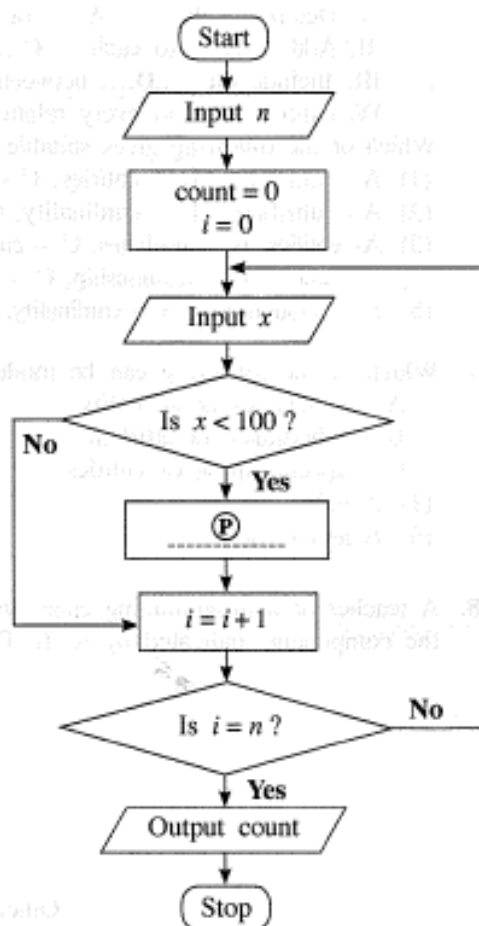 Start
Input n
count = 0
i = 0
Input x
Is x < 100 ?
No
Yes
Ⓟ
i = i + 1
Is i = n ?
No
Yes
Output count
Stop